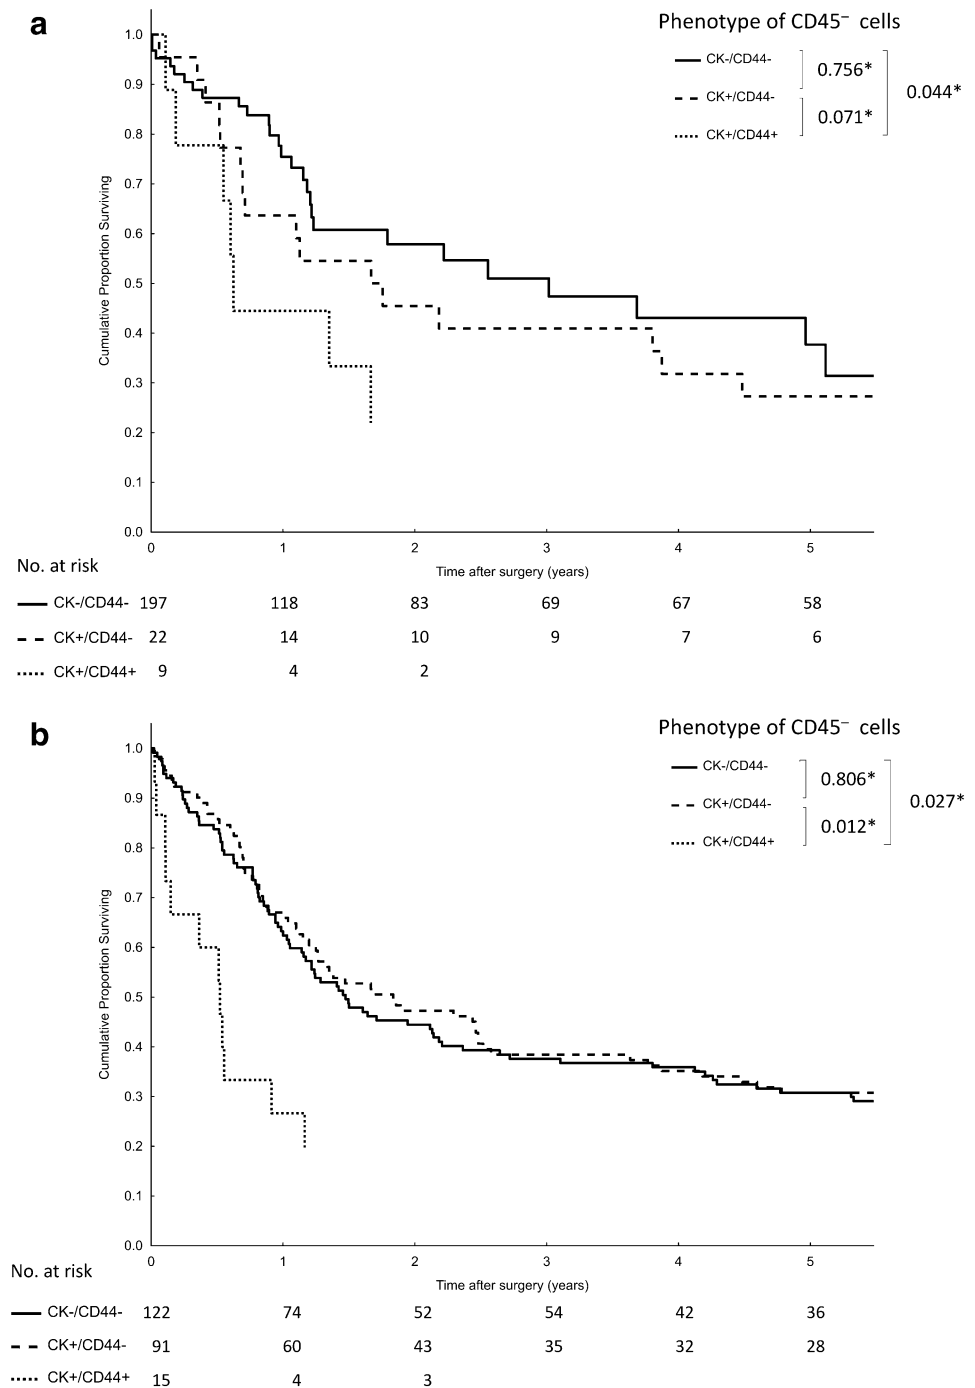 a
Phenotype of CD45– cells
CK-/CD44-
CK+/CD44-
CK+/CD44+
0.756*
0.071*
0.044*
Cumulative Proportion Surviving
1.0
0.9
0.8
0.7
0.6
0.5
0.4
0.3
0.2
0.1
0.0
0 1 2 3 4 5
Time after surgery (years)
No. at risk
CK-/CD44- 197 118 83 69 67 58
CK+/CD44- 22 14 10 9 7 6
CK+/CD44+ 9 4 2
b
Phenotype of CD45– cells
CK-/CD44-
CK+/CD44-
CK+/CD44+
0.806*
0.012*
0.027*
Cumulative Proportion Surviving
1.0
0.9
0.8
0.7
0.6
0.5
0.4
0.3
0.2
0.1
0.0
0 1 2 3 4 5
Time after surgery (years)
No. at risk
CK-/CD44- 122 74 52 54 42 36
CK+/CD44- 91 60 43 35 32 28
CK+/CD44+ 15 4 3